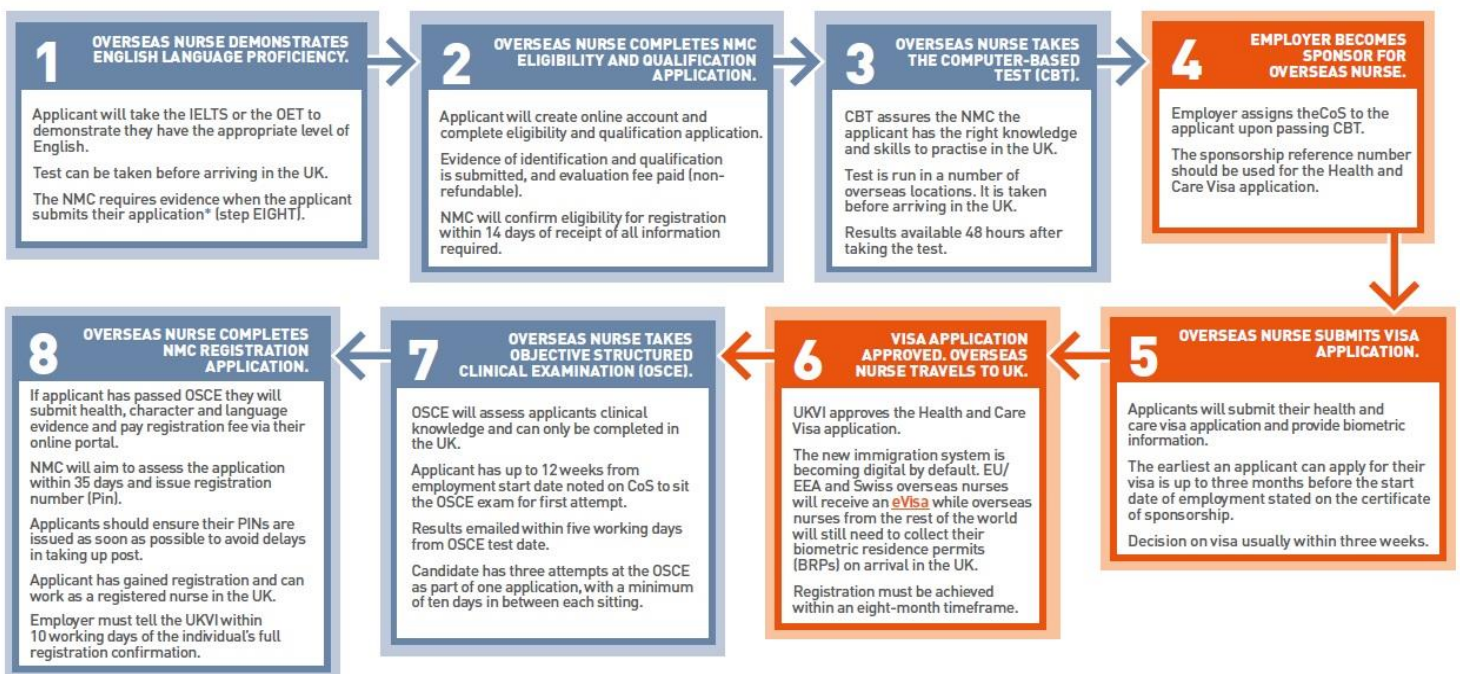 1
OVERSEAS NURSE DEMONSTRATES
ENGLISH LANGUAGE PROFICIENCY.
Applicant will take the IELTS or the OET to
demonstrate they have the appropriate level of
English.
Test can be taken before arriving in the UK.
The NMC requires evidence when the applicant
submits their application* (step EIGHT).
2
OVERSEAS NURSE COMPLETES NMC
ELIGIBILITY AND QUALIFICATION
APPLICATION.
Applicant will create online account and
complete eligibility and qualification application.
Evidence of identification and qualification
is submitted, and evaluation fee paid (non-
refundable).
NMC will confirm eligibility for registration
within 14 days of receipt of all information
required.
3
OVERSEAS NURSE TAKES
THE COMPUTER-BASED
TEST (CBT).
CBT assures the NMC the
applicant has the right knowledge
and skills to practise in the UK.
Test is run in a number of
overseas locations. It is taken
before arriving in the UK.
Results available 48 hours after
taking the test.
4
EMPLOYER BECOMES
SPONSOR FOR
OVERSEAS NURSE.
Employer assigns theCoS to the
applicant upon passing CBT.
The sponsorship reference number
should be used for the Health and
Care Visa application.
5
OVERSEAS NURSE SUBMITS VISA
APPLICATION.
Applicants will submit their health and
care visa application and provide biometric
information.
The earliest an applicant can apply for their
visa is up to three months before the start
date of employment stated on the certificate
of sponsorship.
Decision on visa usually within three weeks.
6
VISA APPLICATION
APPROVED. OVERSEAS
NURSE TRAVELS TO UK.
UKVI approves the Health and Care
Visa application.
The new immigration system is
becoming digital by default. EU/
EEA and Swiss overseas nurses
will receive an eVisa while overseas
nurses from the rest of the world
will still need to collect their
biometric residence permits
(BRPs) on arrival in the UK.
Registration must be achieved
within an eight-month timeframe.
7
OVERSEAS NURSE TAKES
OBJECTIVE STRUCTURED
CLINICAL EXAMINATION (OSCE).
OSCE will assess applicants clinical
knowledge and can only be completed in
the UK.
Applicant has up to 12 weeks from
employment start date noted on CoS to sit
the OSCE exam for first attempt.
Results emailed within five working days
from OSCE test date.
Candidate has three attempts at the OSCE
as part of one application, with a minimum
of ten days in between each sitting.
8
OVERSEAS NURSE COMPLETES
NMC REGISTRATION
APPLICATION.
If applicant has passed OSCE they will
submit health, character and language
evidence and pay registration fee via their
online portal.
NMC will aim to assess the application
within 35 days and issue registration
number (Pin).
Applicants should ensure their PINs are
issued as soon as possible to avoid delays
in taking up post.
Applicant has gained registration and can
work as a registered nurse in the UK.
Employer must tell the UKVI within
10 working days of the individual's full
registration confirmation.